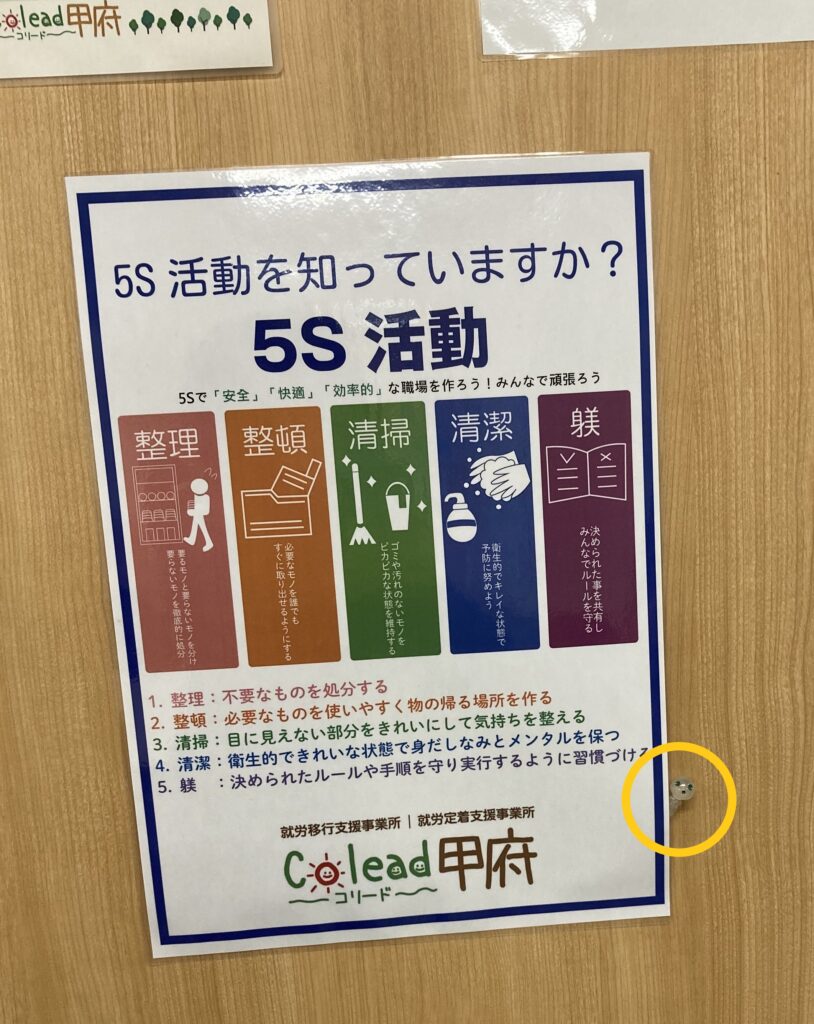 Colead甲府
コリード
5S 活動を知っていますか？
5S 活動
5Sで「安全」「快適」「効率的」な職場を作ろう！みんなで頑張ろう
整理
要るモノと要らないモノを分け
要らないモノを徹底的に処分
整頓
必要なモノを誰でも
すぐに取り出せるようにする
清掃
ゴミや汚れのないモノを
ピカピカな状態を維持する
清潔
衛生的でキレイな状態で
予防に努めよう
躾
決められた事を共有し
みんなでルールを守る
1. 整理：不要なものを処分する
2. 整頓：必要なものを使いやすく物の帰る場所を作る
3. 清掃：目に見えない部分をきれいにして気持ちを整える
4. 清潔：衛生的できれいな状態で身だしなみとメンタルを保つ
5. 躾　：決められたルールや手順を守り実行するように習慣づける
就労移行支援事業所｜就労定着支援事業所
Colead甲府
コリード